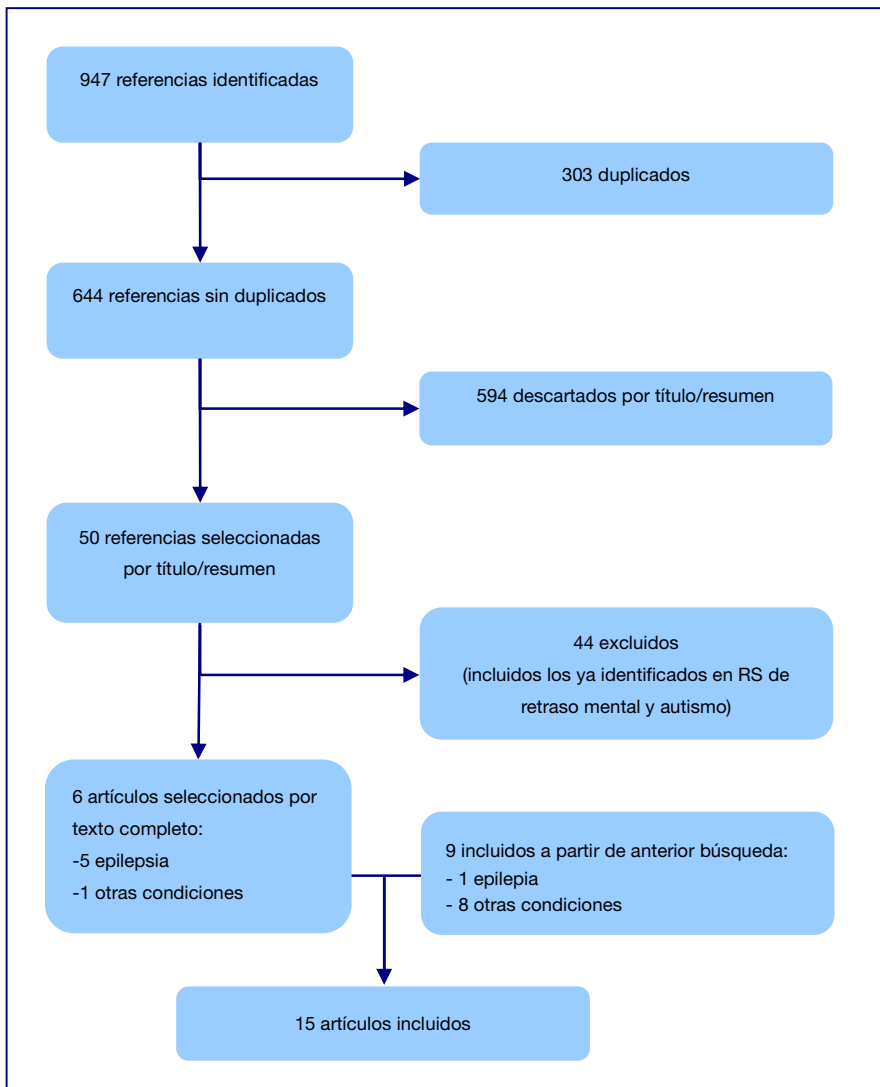 947 referencias identificadas
303 duplicados
644 referencias sin duplicados
594 descartados por título/resumen
50 referencias seleccionadas
por título/resumen
44 excluidos
(incluidos los ya identificados en RS de
retraso mental y autismo)
6 artículos seleccionados por
texto completo:
-5 epilepsia
-1 otras condiciones
9 incluidos a partir de anterior búsqueda:
- 1 epilepia
- 8 otras condiciones
15 artículos incluidos